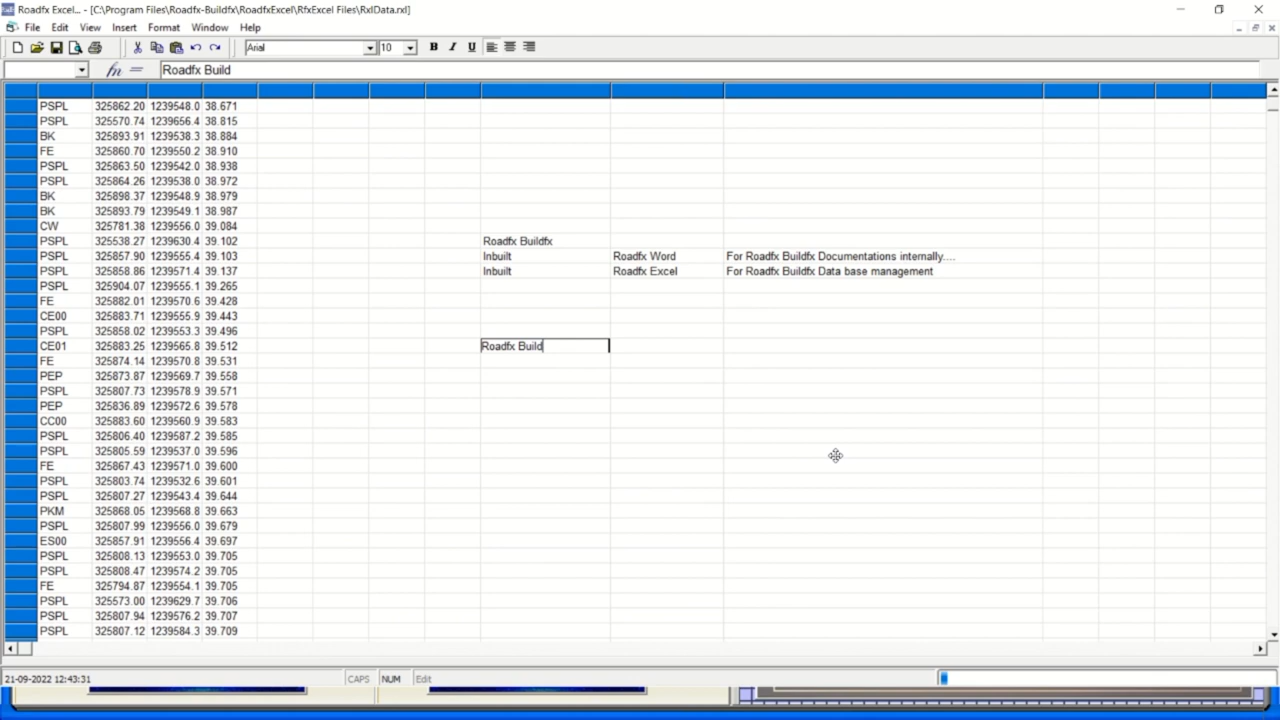 Roadfx Excel... - [C:\Program Files\Roadfx-Buildfx\RoadfxExcel\RfxExcel Files\RxlData.rxl]
File Edit View Insert Format Window Help
Arial 10 B I U
fn = Roadfx Build
PSPL 325862.20 1239548.0 38.671
PSPL 325570.74 1239656.4 38.815
BK 325893.91 1239538.3 38.884
FE 325860.70 1239550.2 38.910
PSPL 325863.50 1239542.0 38.938
PSPL 325864.26 1239538.0 38.972
BK 325898.37 1239548.9 38.979
BK 325893.79 1239549.1 38.987
CW 325781.38 1239556.0 39.084
PSPL 325538.27 1239630.4 39.102 Roadfx Buildfx
PSPL 325857.90 1239555.4 39.103 Inbuilt Roadfx Word For Roadfx Buildfx Documentations internally....
PSPL 325858.86 1239571.4 39.137 Inbuilt Roadfx Excel For Roadfx Buildfx Data base management
PSPL 325904.07 1239555.1 39.265
FE 325882.01 1239570.6 39.428
CE00 325883.71 1239555.9 39.443
PSPL 325858.02 1239553.3 39.496
CE01 325883.25 1239565.8 39.512 Roadfx Build
FE 325874.14 1239570.8 39.531
PEP 325873.87 1239569.7 39.558
PSPL 325807.73 1239578.9 39.571
PEP 325836.89 1239572.6 39.578
CC00 325883.60 1239560.9 39.583
PSPL 325806.40 1239587.2 39.585
PSPL 325805.59 1239537.0 39.596
FE 325867.43 1239571.0 39.600
PSPL 325803.74 1239532.6 39.601
PSPL 325807.27 1239543.4 39.644
PKM 325868.05 1239568.8 39.663
PSPL 325807.99 1239556.0 39.679
ES00 325857.91 1239556.4 39.697
PSPL 325808.13 1239553.0 39.705
PSPL 325808.47 1239574.2 39.705
FE 325794.87 1239554.1 39.705
PSPL 325573.00 1239629.7 39.706
PSPL 325807.94 1239576.2 39.707
PSPL 325807.12 1239584.3 39.709
21-09-2022 12:43:31 CAPS NUM Edit